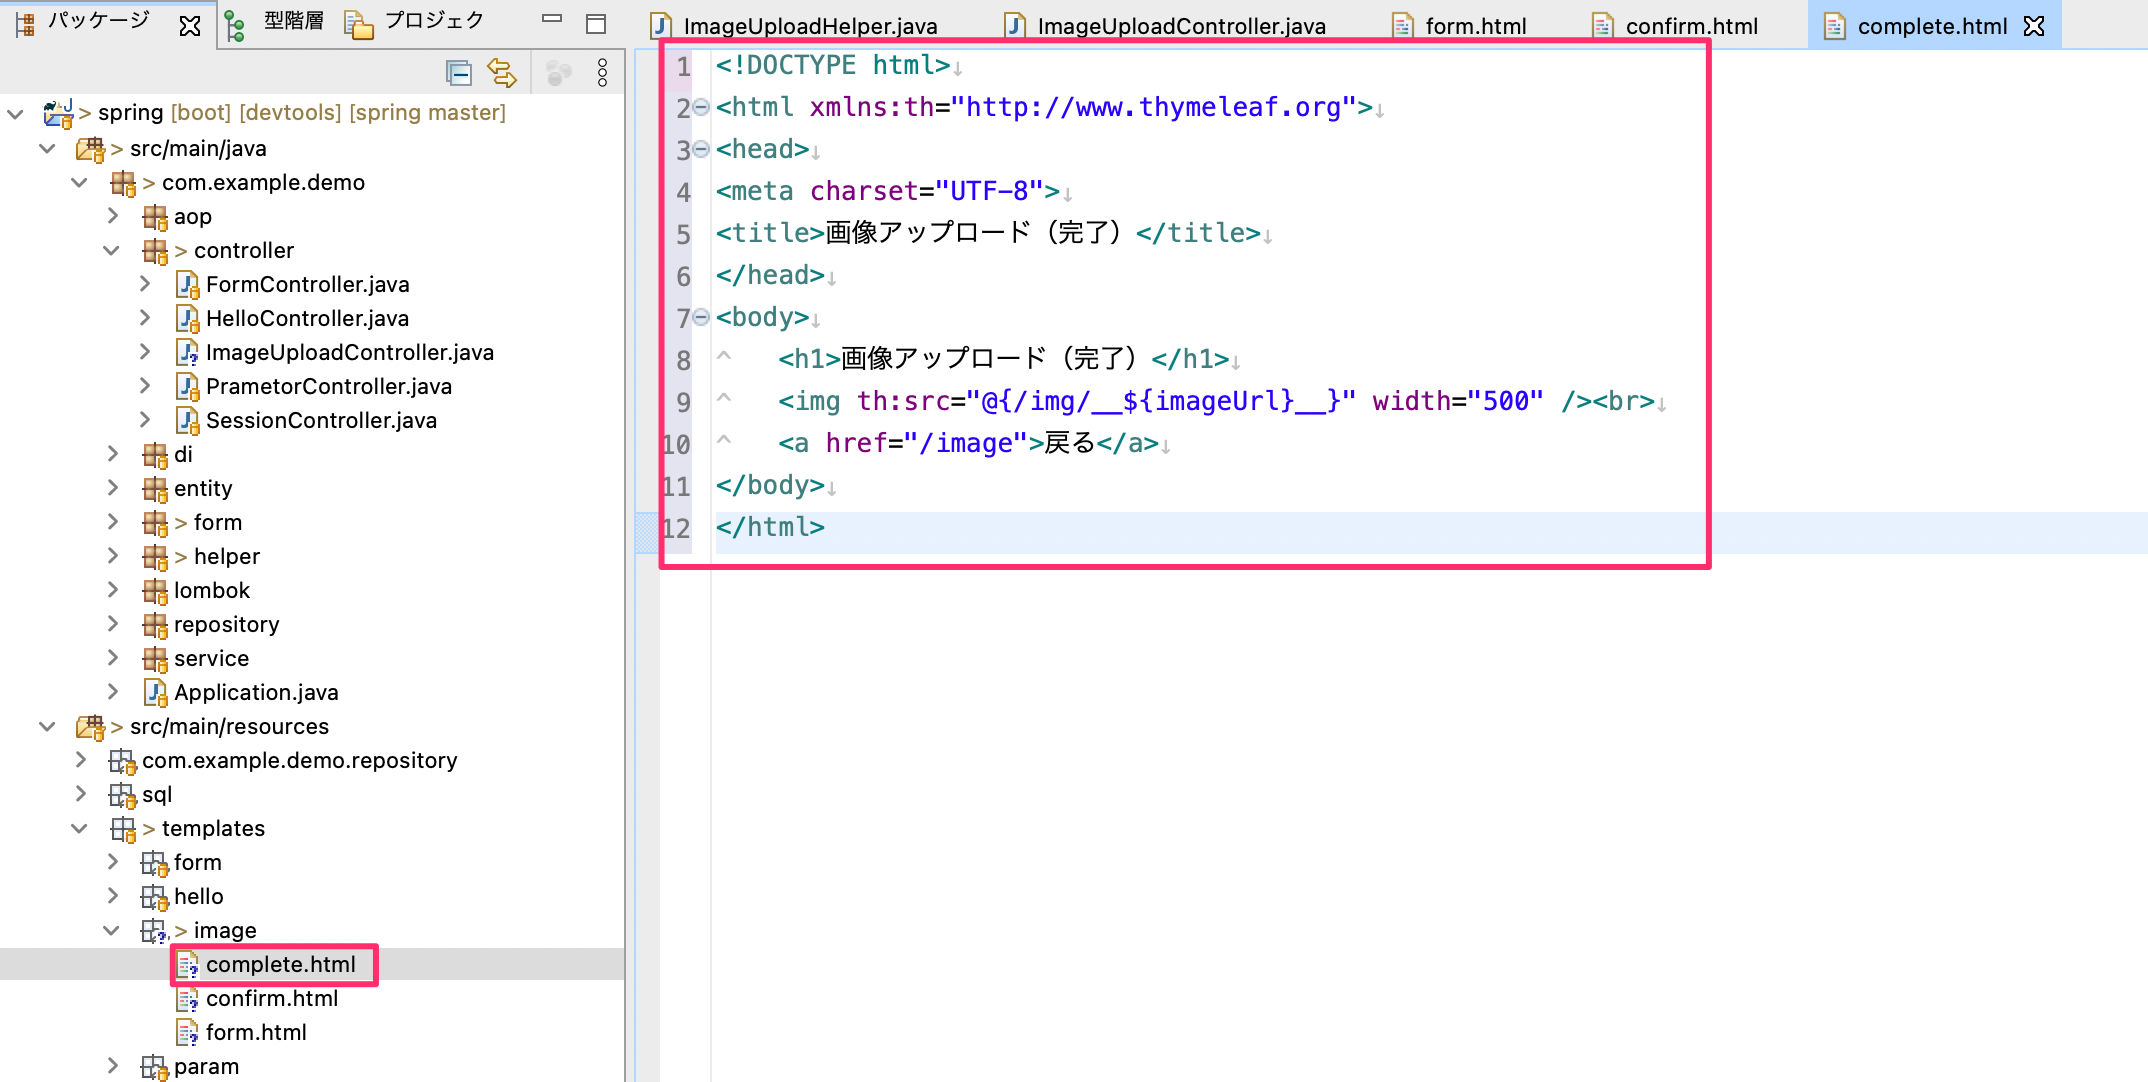 パッケージ 型階層 プロジェク
ImageUploadHelper.java ImageUploadController.java form.html confirm.html complete.html
> spring [boot] [devtools] [spring master]
> src/main/java
> com.example.demo
aop
> controller
FormController.java
HelloController.java
ImageUploadController.java
PrametorController.java
SessionController.java
di
entity
> form
> helper
lombok
repository
service
Application.java
> src/main/resources
com.example.demo.repository
sql
> templates
form
hello
> image
complete.html
confirm.html
form.html
param
1 <!DOCTYPE html>↓
2 <html xmlns:th="http://www.thymeleaf.org">↓
3 <head>↓
4 <meta charset="UTF-8">↓
5 <title>画像アップロード（完了）</title>↓
6 </head>↓
7 <body>↓
8 ^ <h1>画像アップロード（完了）</h1>↓
9 ^ <img th:src="@{/img/__${imageUrl}__}" width="500" /><br>↓
10 ^ <a href="/image">戻る</a>↓
11 </body>↓
12 </html>